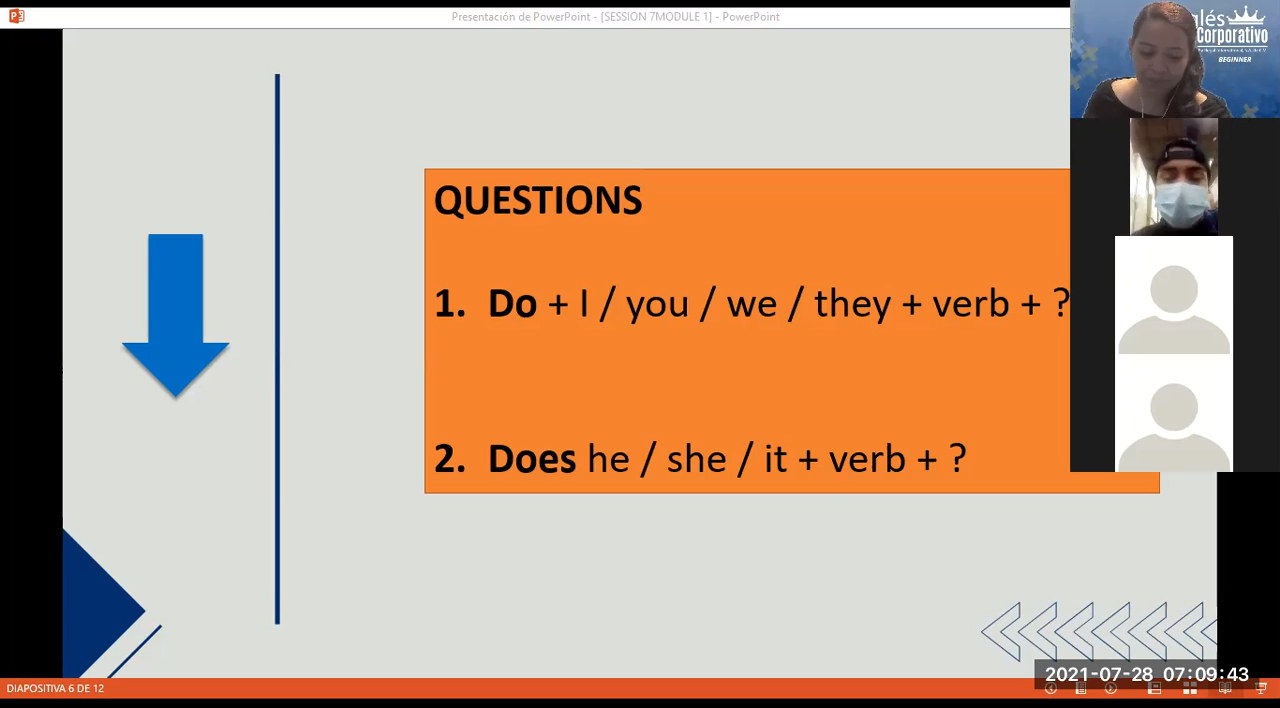 Presentación de PowerPoint - [SESSION 7MODULE 1] - PowerPoint
glés
Corporativo
BEGINNER
QUESTIONS
1. Do + I / you / we / they + verb + ?
2. Does he / she / it + verb + ?
2021-07-28 07:09:43
DIAPOSITIVA 6 DE 12